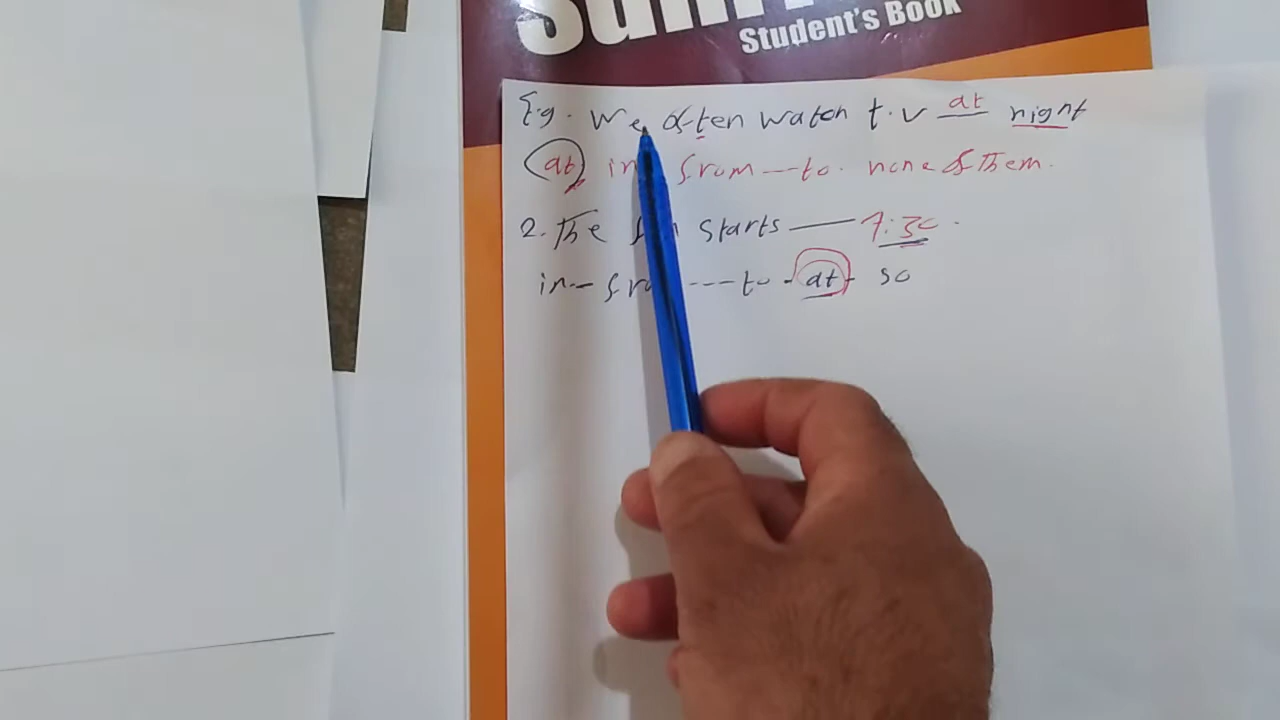 Student's Book
E.g. We often watch t.v at night
at in from --- to. none of Them.
2. The starts —— 7:30.
in - --- to - at - so